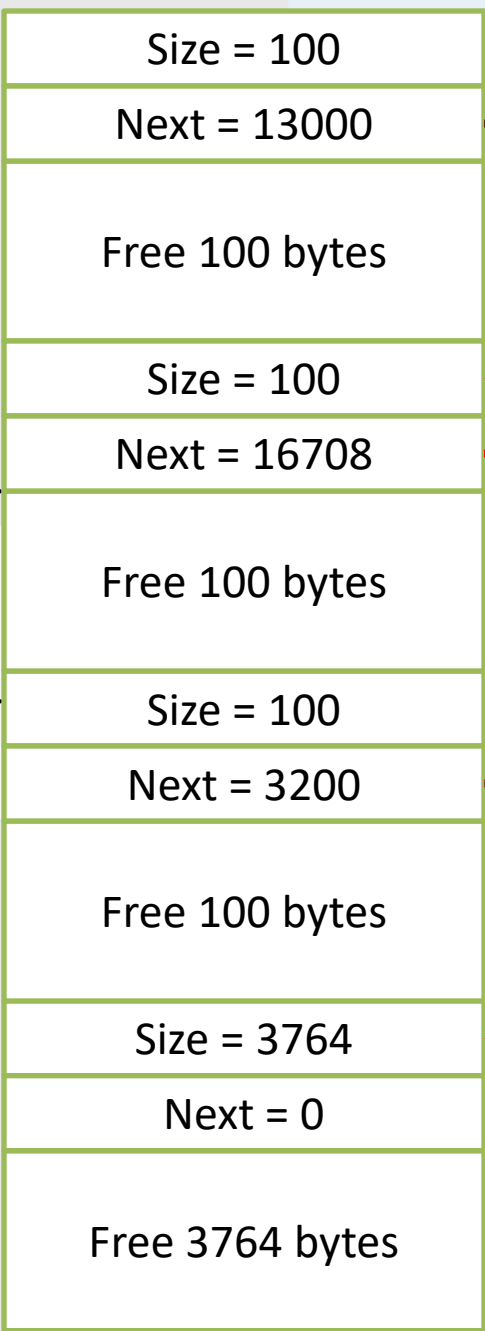 Size = 100
Next = 13000
Free 100 bytes
Size = 100
Next = 16708
Free 100 bytes
Size = 100
Next = 3200
Free 100 bytes
Size = 3764
Next = 0
Free 3764 bytes